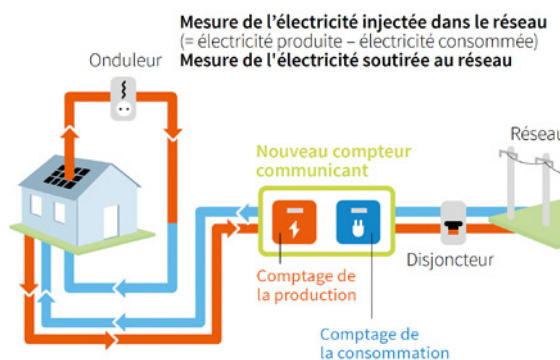 Mesure de l’électricité injectée dans le réseau
(= électricité produite – électricité consommée)
Mesure de l'électricité soutirée au réseau
Onduleur
Réseau
Nouveau compteur
communicant
Disjoncteur
Comptage de
la production
Comptage de
la consommation